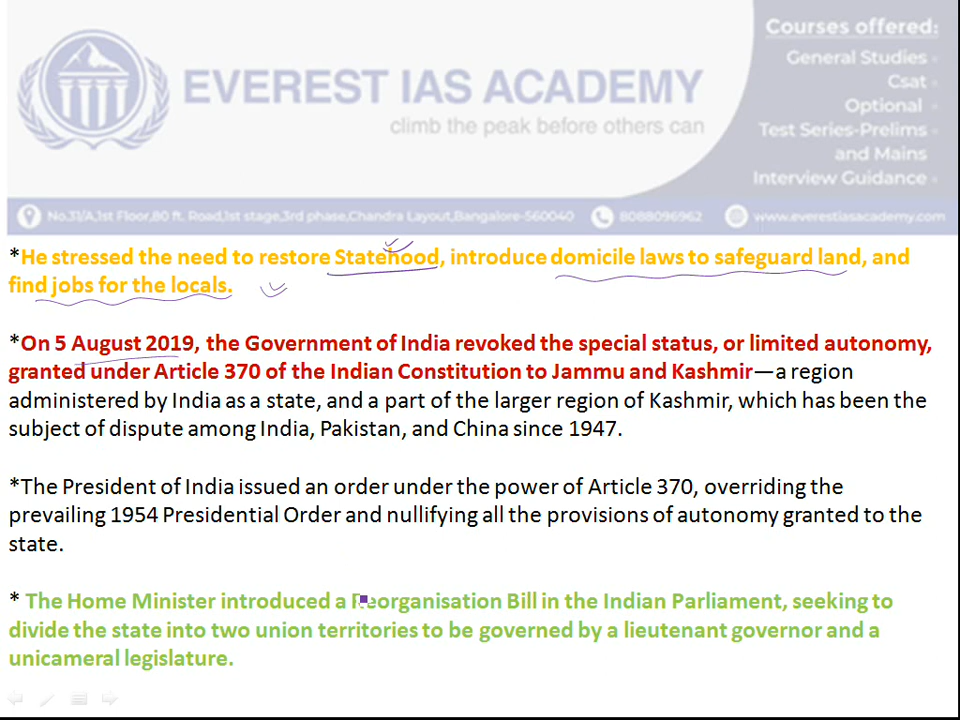 Courses offered:
General Studies
Csat
Optional
Test Series-Prelims
and Mains
Interview Guidance
EVEREST IAS ACADEMY
climb the peak before others can
No.31/A,1st Floor,80 ft. Road,1st stage,3rd phase,Chandra Layout,Bangalore-560040 8088096962 www.everestiasacademy.com
*He stressed the need to restore Statehood, introduce domicile laws to safeguard land, and
find jobs for the locals.
*On 5 August 2019, the Government of India revoked the special status, or limited autonomy,
granted under Article 370 of the Indian Constitution to Jammu and Kashmir—a region
administered by India as a state, and a part of the larger region of Kashmir, which has been the
subject of dispute among India, Pakistan, and China since 1947.
*The President of India issued an order under the power of Article 370, overriding the
prevailing 1954 Presidential Order and nullifying all the provisions of autonomy granted to the
state.
* The Home Minister introduced a Reorganisation Bill in the Indian Parliament, seeking to
divide the state into two union territories to be governed by a lieutenant governor and a
unicameral legislature.